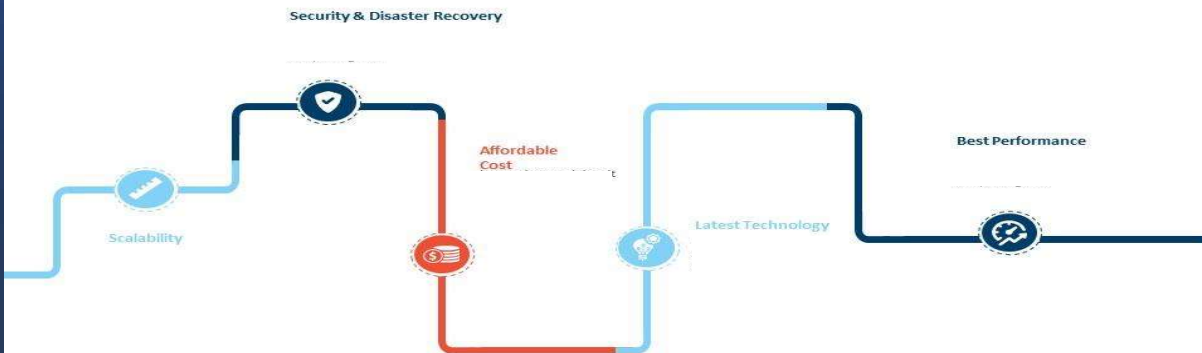 Security & Disaster Recovery
Affordable
Cost
Best Performance
Latest Technology
Scalability
$